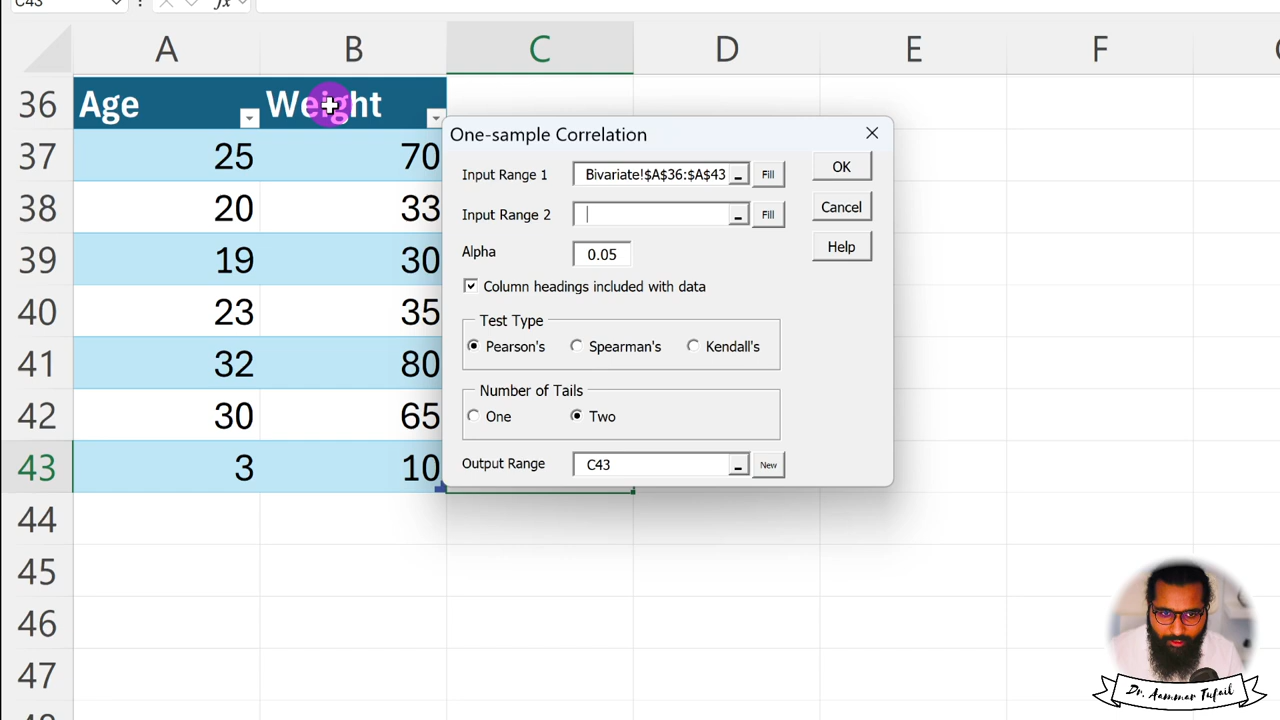 C43
fx
A B C D E F
36 Age Weight
37 25 70
38 20 33
39 19 30
40 23 35
41 32 80
42 30 65
43 3 10
44
45
46
47
One-sample Correlation
Input Range 1 Bivariate!$A$36:$A$43 Fill OK
Input Range 2 Fill Cancel
Alpha 0.05 Help
Column headings included with data
Test Type
Pearson's Spearman's Kendall's
Number of Tails
One Two
Output Range C43 New
Dr. Aammar Tufail